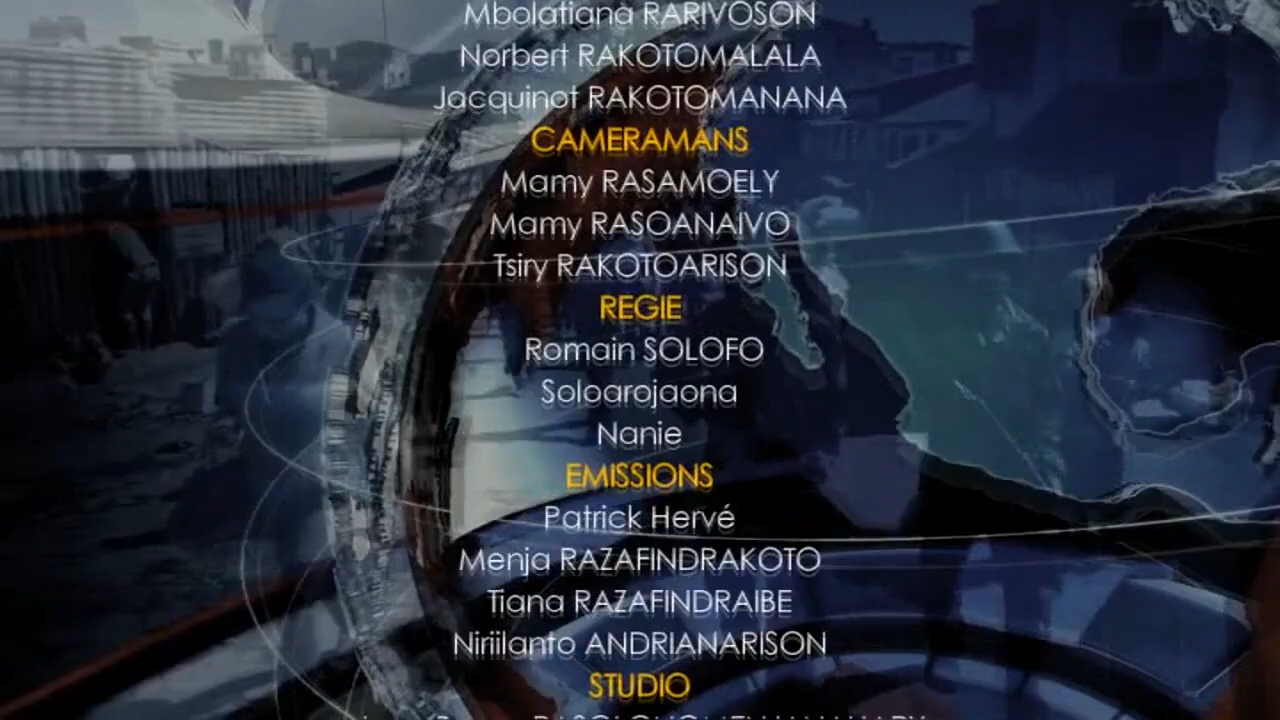 Mbolatiana RARIVOSON
Norbert RAKOTOMALALA
Jacquinot RAKOTOMANANA
CAMERAMANS
Mamy RASAMOELY
Mamy RASOANAIVO
Tsiry RAKOTOARISON
REGIE
Romain SOLOFO
Soloarojaona
Nanie
EMISSIONS
Patrick Hervé
Menja RAZAFINDRAKOTO
Tiana RAZAFINDRAIBE
Niriilanto ANDRIANARISON
STUDIO